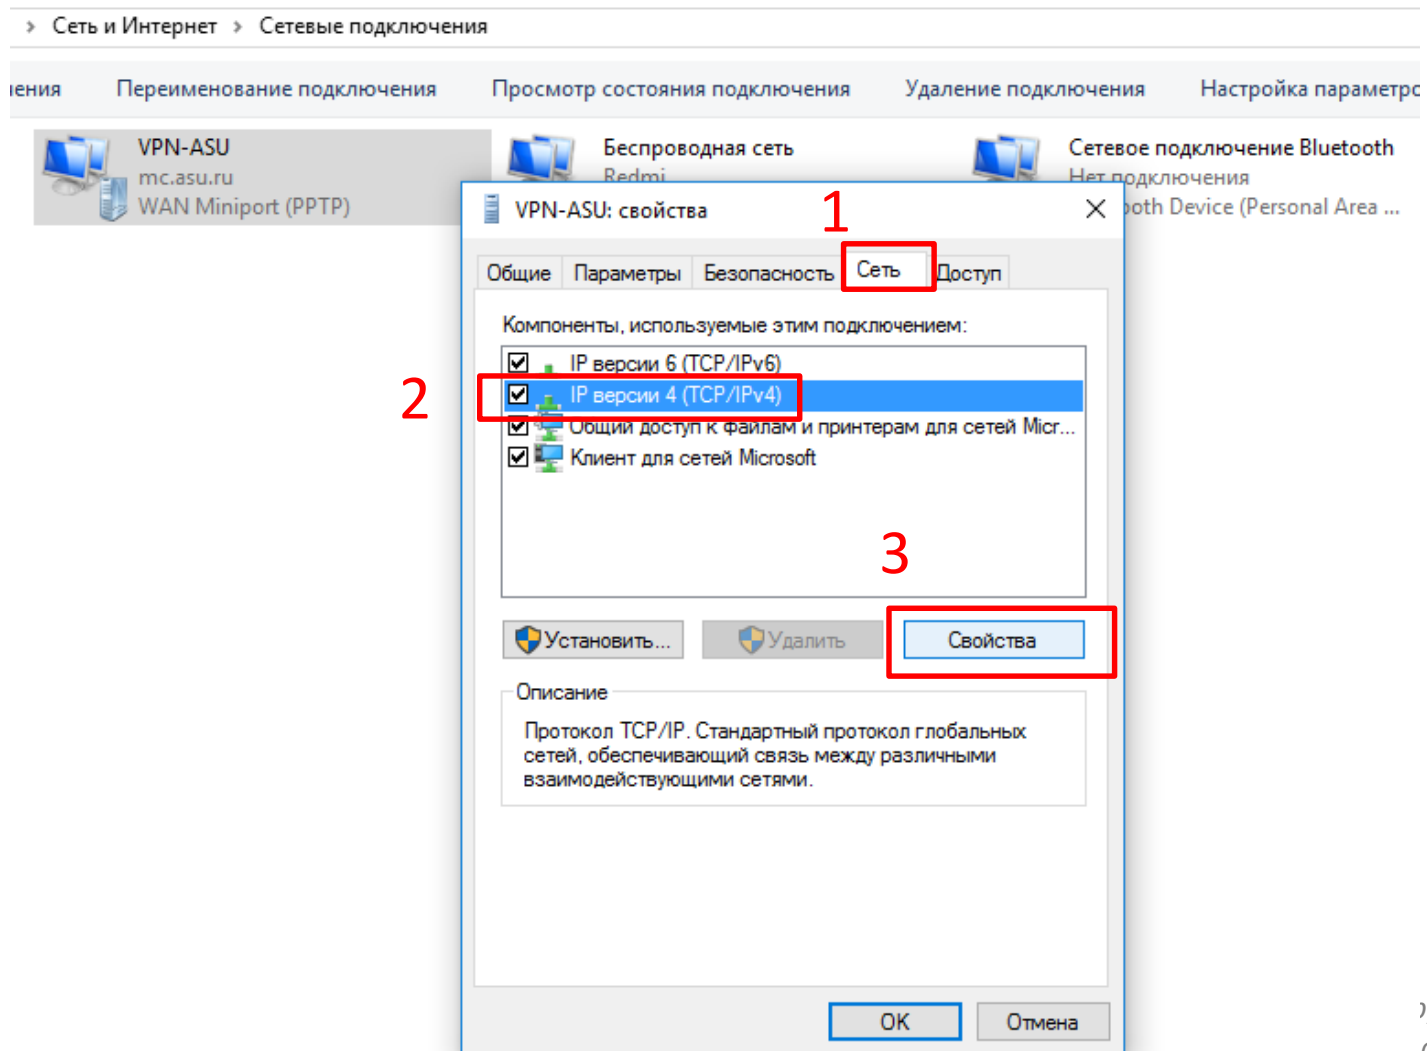 › Сеть и Интернет › Сетевые подключения
Переименование подключения Просмотр состояния подключения Удаление подключения Настройка
VPN-ASU
mc.asu.ru
WAN Miniport (PPTP)
Беспроводная сеть
Redmi
Сетевое подключение Bluetooth
Нет подключения
Device (Personal Area ...
VPN-ASU: свойства
1
Общие Параметры Безопасность Сеть Доступ
Компоненты, используемые этим подключением:
IP версии 6 (TCP/IPv6)
2
IP версии 4 (TCP/IPv4)
Общий доступ к файлам и принтерам для сетей Micr...
Клиент для сетей Microsoft
3
Установить... Удалить Свойства
Описание
Протокол TCP/IP. Стандартный протокол глобальных
сетей, обеспечивающий связь между различными
взаимодействующими сетями.
OK Отмена